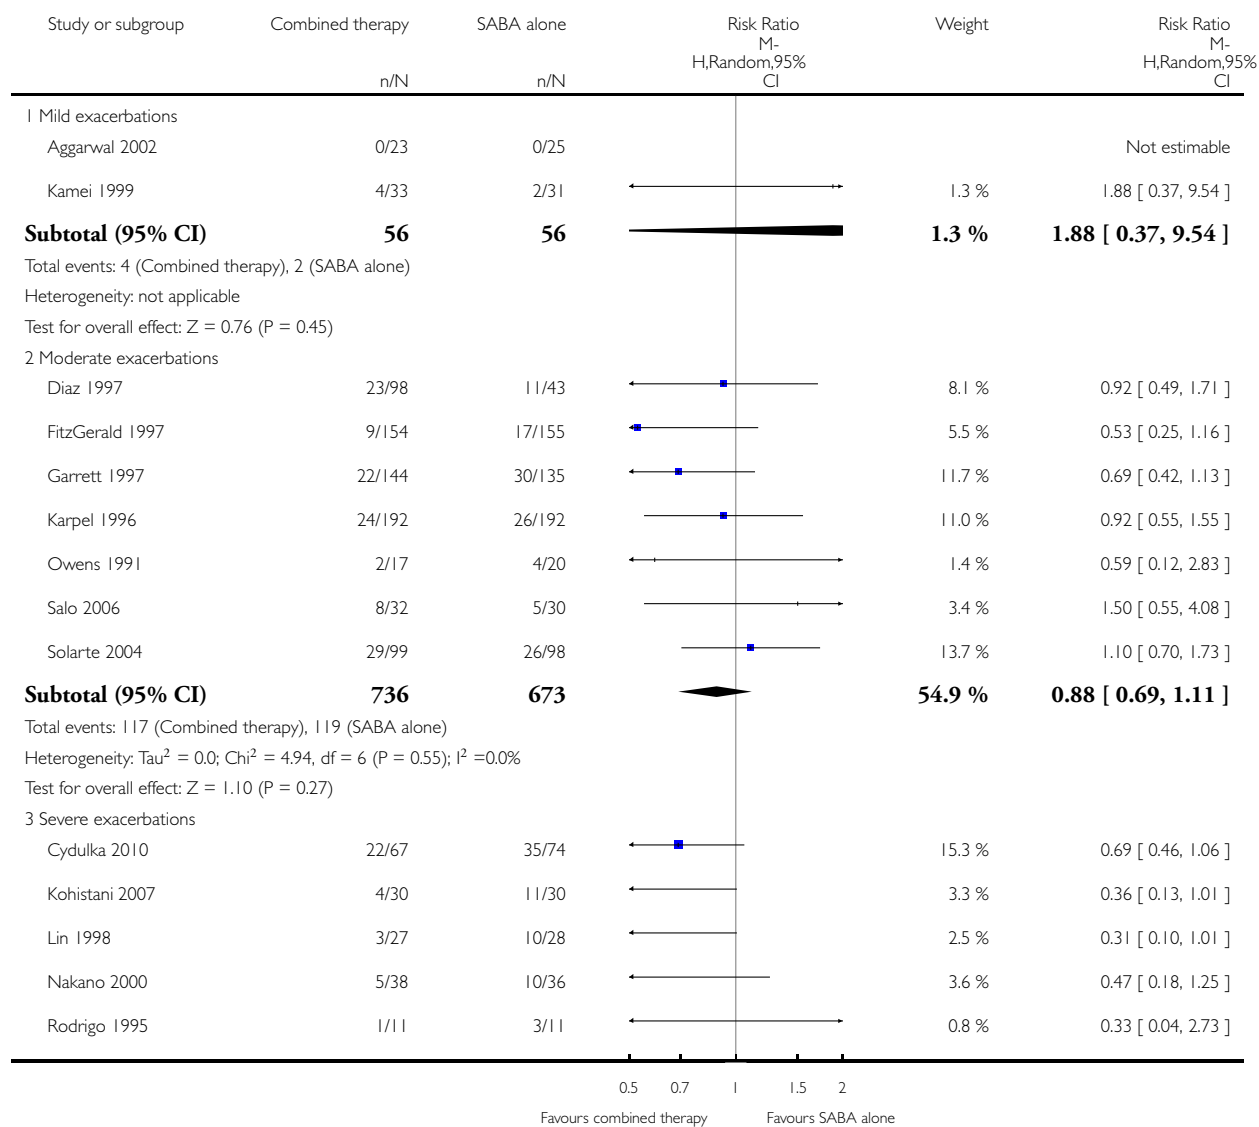 Study or subgroup Combined therapy SABA alone Risk Ratio Weight Risk Ratio
M- M-
H,Random,95% H,Random,95%
n/N n/N CI CI
1 Mild exacerbations
Aggarwal 2002 0/23 0/25 Not estimable
Kamei 1999 4/33 2/31 1.3 % 1.88 [ 0.37, 9.54 ]
Subtotal (95% CI) 56 56 1.3 % 1.88 [ 0.37, 9.54 ]
Total events: 4 (Combined therapy), 2 (SABA alone)
Heterogeneity: not applicable
Test for overall effect: Z = 0.76 (P = 0.45)
2 Moderate exacerbations
Diaz 1997 23/98 11/43 8.1 % 0.92 [ 0.49, 1.71 ]
FitzGerald 1997 9/154 17/155 5.5 % 0.53 [ 0.25, 1.16 ]
Garrett 1997 22/144 30/135 11.7 % 0.69 [ 0.42, 1.13 ]
Karpel 1996 24/192 26/192 11.0 % 0.92 [ 0.55, 1.55 ]
Owens 1991 2/17 4/20 1.4 % 0.59 [ 0.12, 2.83 ]
Salo 2006 8/32 5/30 3.4 % 1.50 [ 0.55, 4.08 ]
Solarte 2004 29/99 26/98 13.7 % 1.10 [ 0.70, 1.73 ]
Subtotal (95% CI) 736 673 54.9 % 0.88 [ 0.69, 1.11 ]
Total events: 117 (Combined therapy), 119 (SABA alone)
Heterogeneity: Tau² = 0.0; Chi² = 4.94, df = 6 (P = 0.55); I² =0.0%
Test for overall effect: Z = 1.10 (P = 0.27)
3 Severe exacerbations
Cydulka 2010 22/67 35/74 15.3 % 0.69 [ 0.46, 1.06 ]
Kohistani 2007 4/30 11/30 3.3 % 0.36 [ 0.13, 1.01 ]
Lin 1998 3/27 10/28 2.5 % 0.31 [ 0.10, 1.01 ]
Nakano 2000 5/38 10/36 3.6 % 0.47 [ 0.18, 1.25 ]
Rodrigo 1995 1/11 3/11 0.8 % 0.33 [ 0.04, 2.73 ]
0.5 0.7 1 1.5 2
Favours combined therapy Favours SABA alone